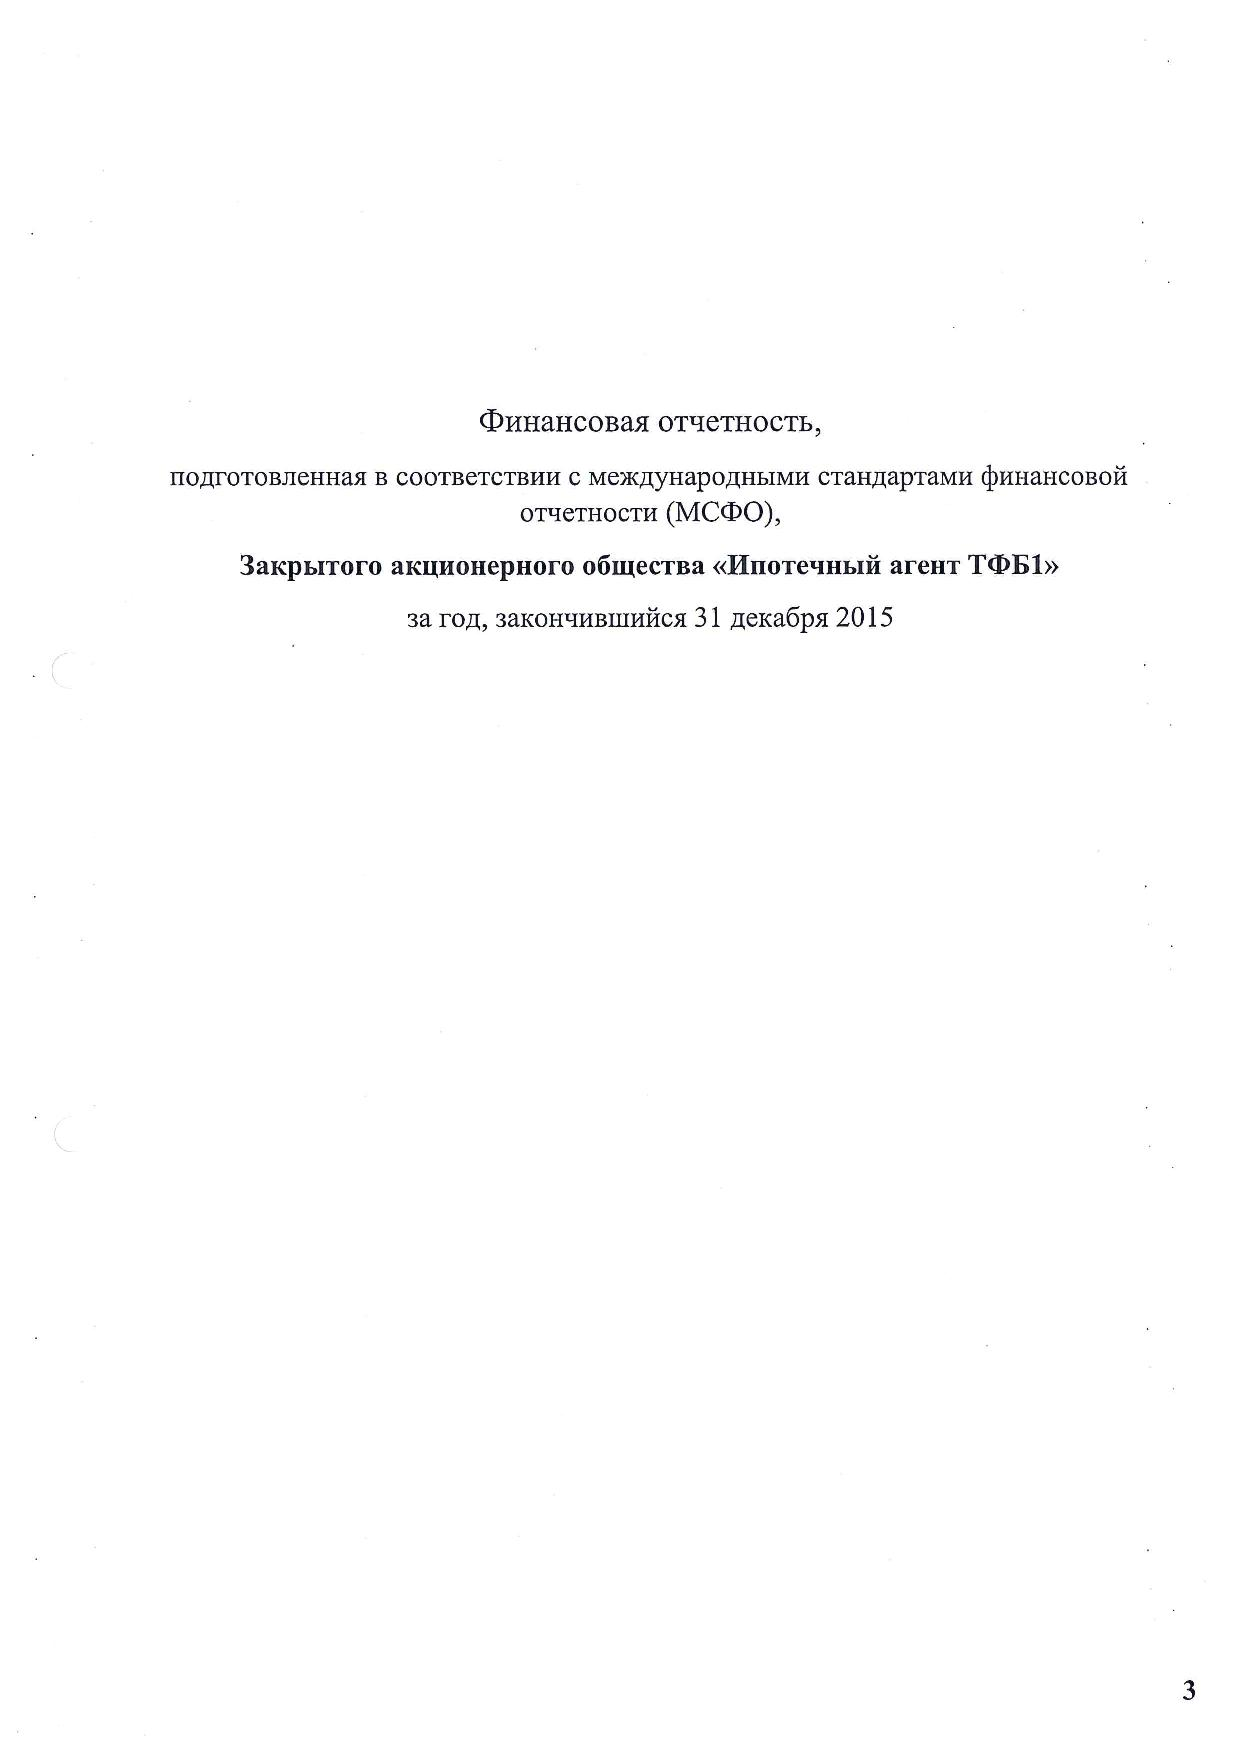 Финансовая отчетность,
подготовленная в соответствии с международными стандартами финансовой
отчетности (МСФО),
Закрытого акционерного общества «Ипотечный агент ТФБ1»
за год, закончившийся 31 декабря 2015
3